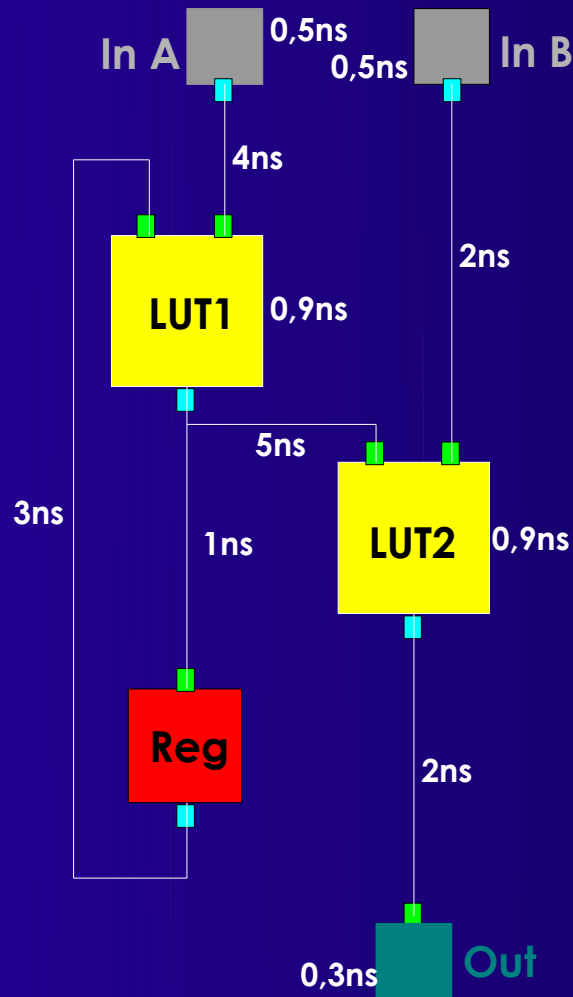 In A
0,5ns
0,5ns
In B
4ns
2ns
LUT1
0,9ns
5ns
3ns
1ns
LUT2
0,9ns
Reg
2ns
Out
0,3ns